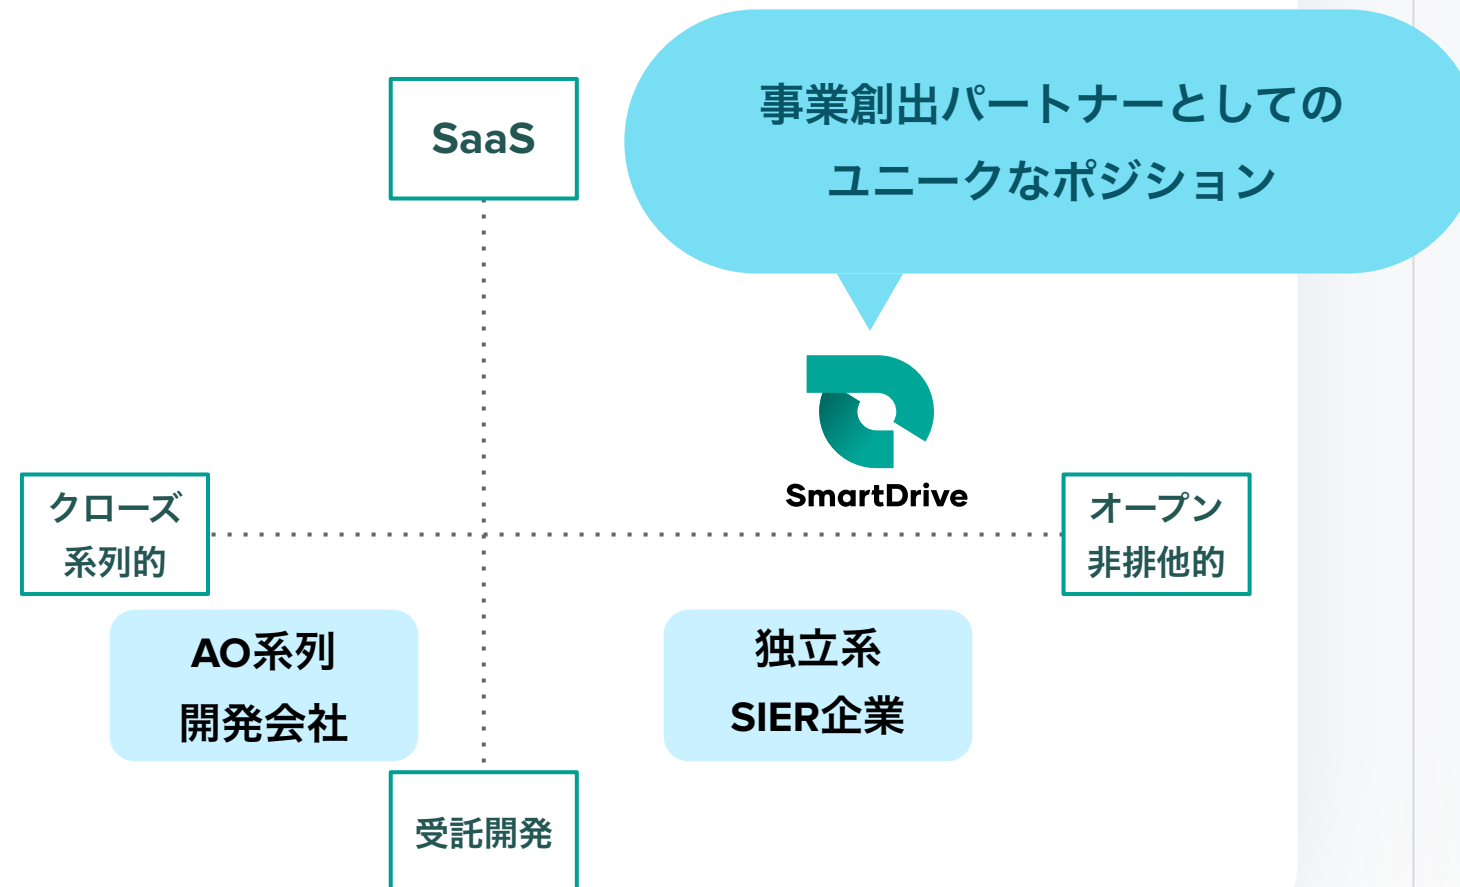 事業創出パートナーとしての
ユニークなポジション
SaaS
SmartDrive
クローズ
系列的
オープン
非排他的
AO系列
開発会社
独立系
SIER企業
受託開発